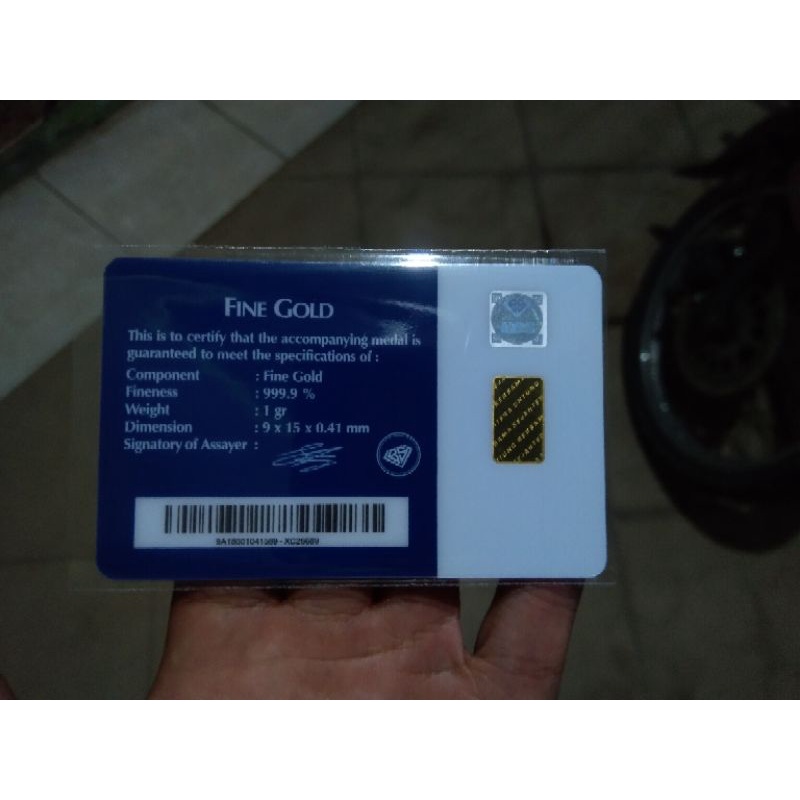 FINE GOLD
This is to certify that the accompanying medal is
guaranteed to meet the specifications of :
Component : Fine Gold
Fineness : 999.9 %
Weight : 1 gr
Dimension : 9 x 15 x 0.41 mm
Signatory of Assayer :